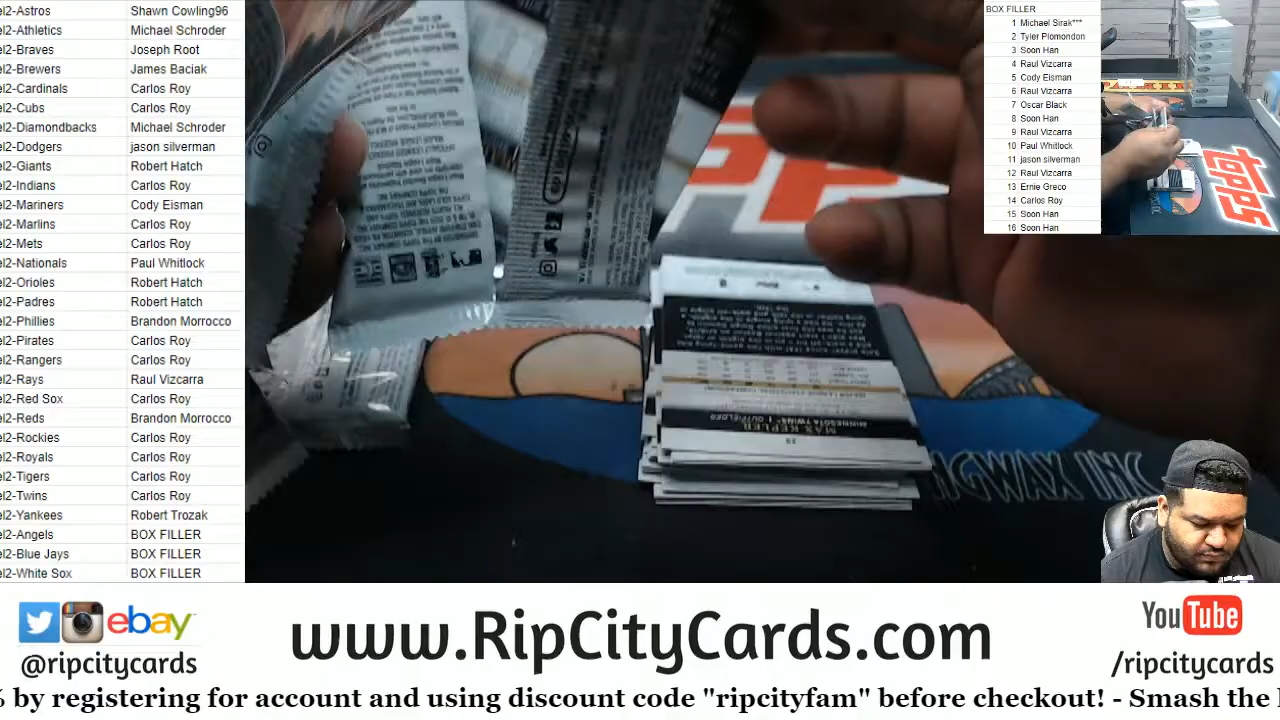 el2-Astros Shawn Cowling96
el2-Athletics Michael Schroder
el2-Braves Joseph Root
el2-Brewers James Baciak
el2-Cardinals Carlos Roy
el2-Cubs Carlos Roy
el2-Diamondbacks Michael Schroder
el2-Dodgers jason silverman
el2-Giants Robert Hatch
el2-Indians Carlos Roy
el2-Mariners Cody Eisman
el2-Marlins Carlos Roy
el2-Mets Carlos Roy
el2-Nationals Paul Whitlock
el2-Orioles Robert Hatch
el2-Padres Robert Hatch
el2-Phillies Brandon Morrocco
el2-Pirates Carlos Roy
el2-Rangers Carlos Roy
el2-Rays Raul Vizcarra
el2-Red Sox Carlos Roy
el2-Reds Brandon Morrocco
el2-Rockies Carlos Roy
el2-Royals Carlos Roy
el2-Tigers Carlos Roy
el2-Twins Carlos Roy
el2-Yankees Robert Trozak
el2-Angels BOX FILLER
el2-Blue Jays BOX FILLER
el2-White Sox BOX FILLER
BOX FILLER
1 Michael Sirak***
2 Tyler Plomondon
3 Soon Han
4 Raul Vizcarra
5 Cody Eisman
6 Raul Vizcarra
7 Oscar Black
8 Soon Han
9 Raul Vizcarra
10 Paul Whitlock
11 jason silverman
12 Raul Vizcarra
13 Ernie Greco
14 Carlos Roy
15 Soon Han
16 Soon Han
topps
MINNESOTA TWINS | OUTFIELDER
MAX KEPLER
GWAX INC
ebay
@ripcitycards
www.RipCityCards.com
YouTube
/ripcitycards
% by registering for account and using discount code "ripcityfam" before checkout! - Smash the